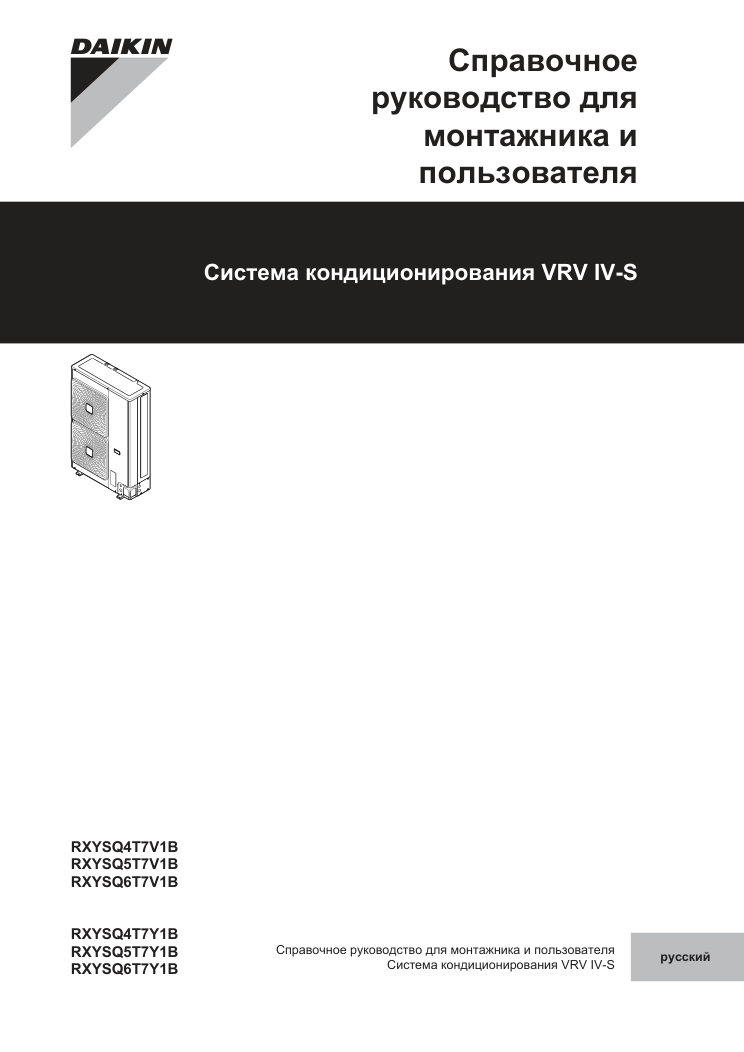 DAIKIN
Справочное
руководство для
монтажника и
пользователя
Система кондиционирования VRV IV-S
RXYSQ4T7V1B
RXYSQ5T7V1B
RXYSQ6T7V1B
RXYSQ4T7Y1B
RXYSQ5T7Y1B
RXYSQ6T7Y1B
Справочное руководство для монтажника и пользователя
Система кондиционирования VRV IV-S
русский